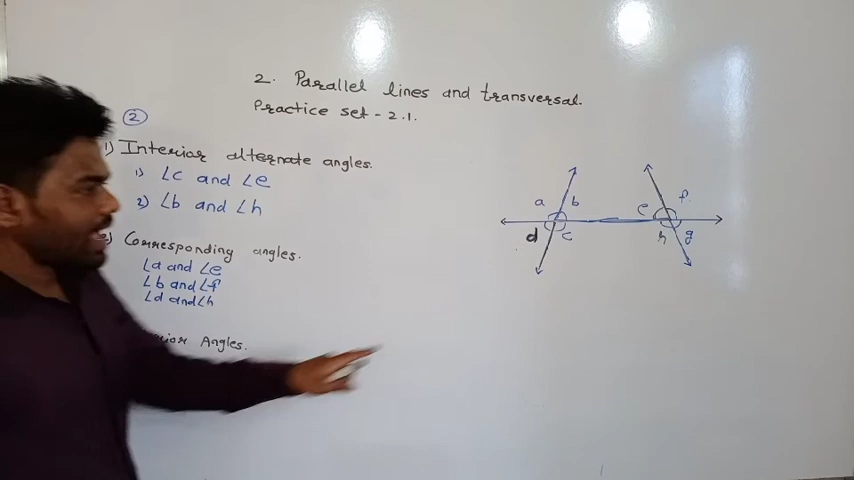 2. Parallel lines and transversal.
Practice set - 2.1.
2
1) Interior alternate angles.
1) ∠c and ∠e
2) ∠b and ∠h
Corresponding angles.
∠a and ∠e
∠b and ∠f
∠d and ∠h
Angles.
a b
d c
e f
h g